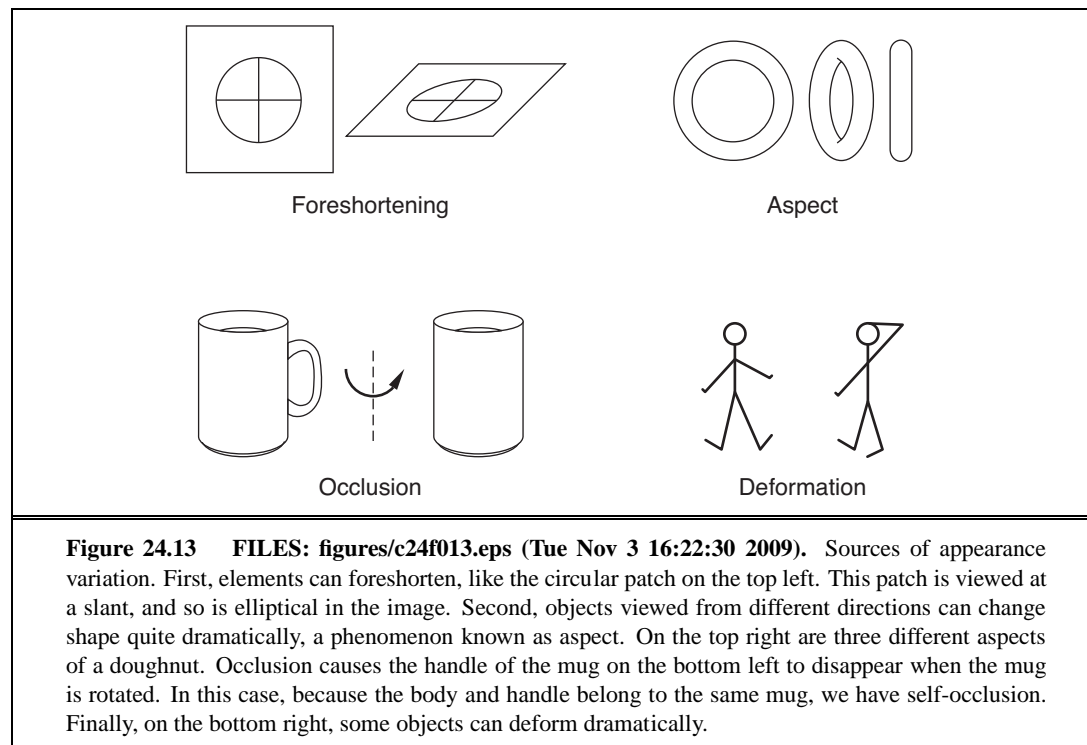 Foreshortening
Aspect
Occlusion
Deformation
Figure 24.13 FILES: figures/c24f013.eps (Tue Nov 3 16:22:30 2009). Sources of appearance
variation. First, elements can foreshorten, like the circular patch on the top left. This patch is viewed at
a slant, and so is elliptical in the image. Second, objects viewed from different directions can change
shape quite dramatically, a phenomenon known as aspect. On the top right are three different aspects
of a doughnut. Occlusion causes the handle of the mug on the bottom left to disappear when the mug
is rotated. In this case, because the body and handle belong to the same mug, we have self-occlusion.
Finally, on the bottom right, some objects can deform dramatically.